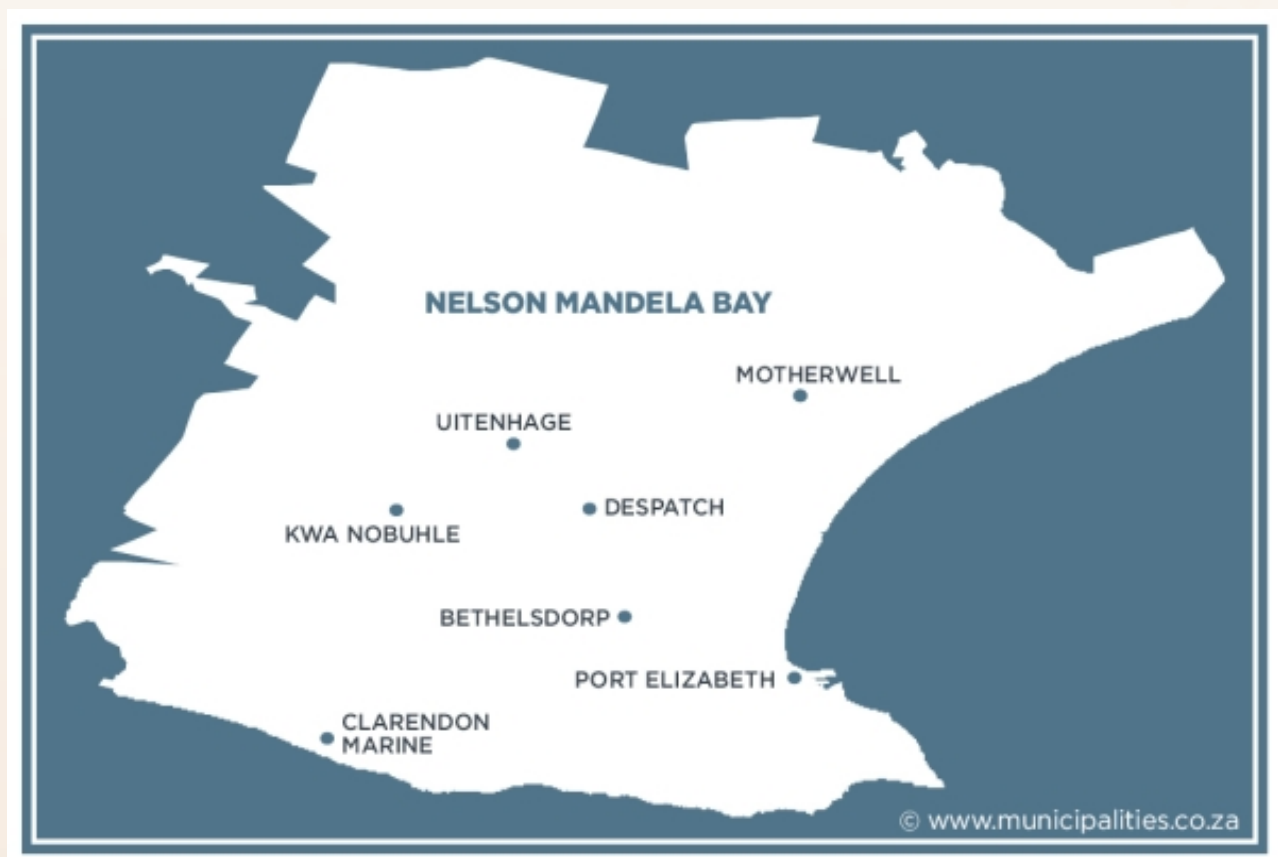 NELSON MANDELA BAY
MOTHERWELL
UITENHAGE
DESPATCH
KWA NOBUHLE
BETHELSDORP
PORT ELIZABETH
CLARENDON
MARINE
© www.municipalities.co.za